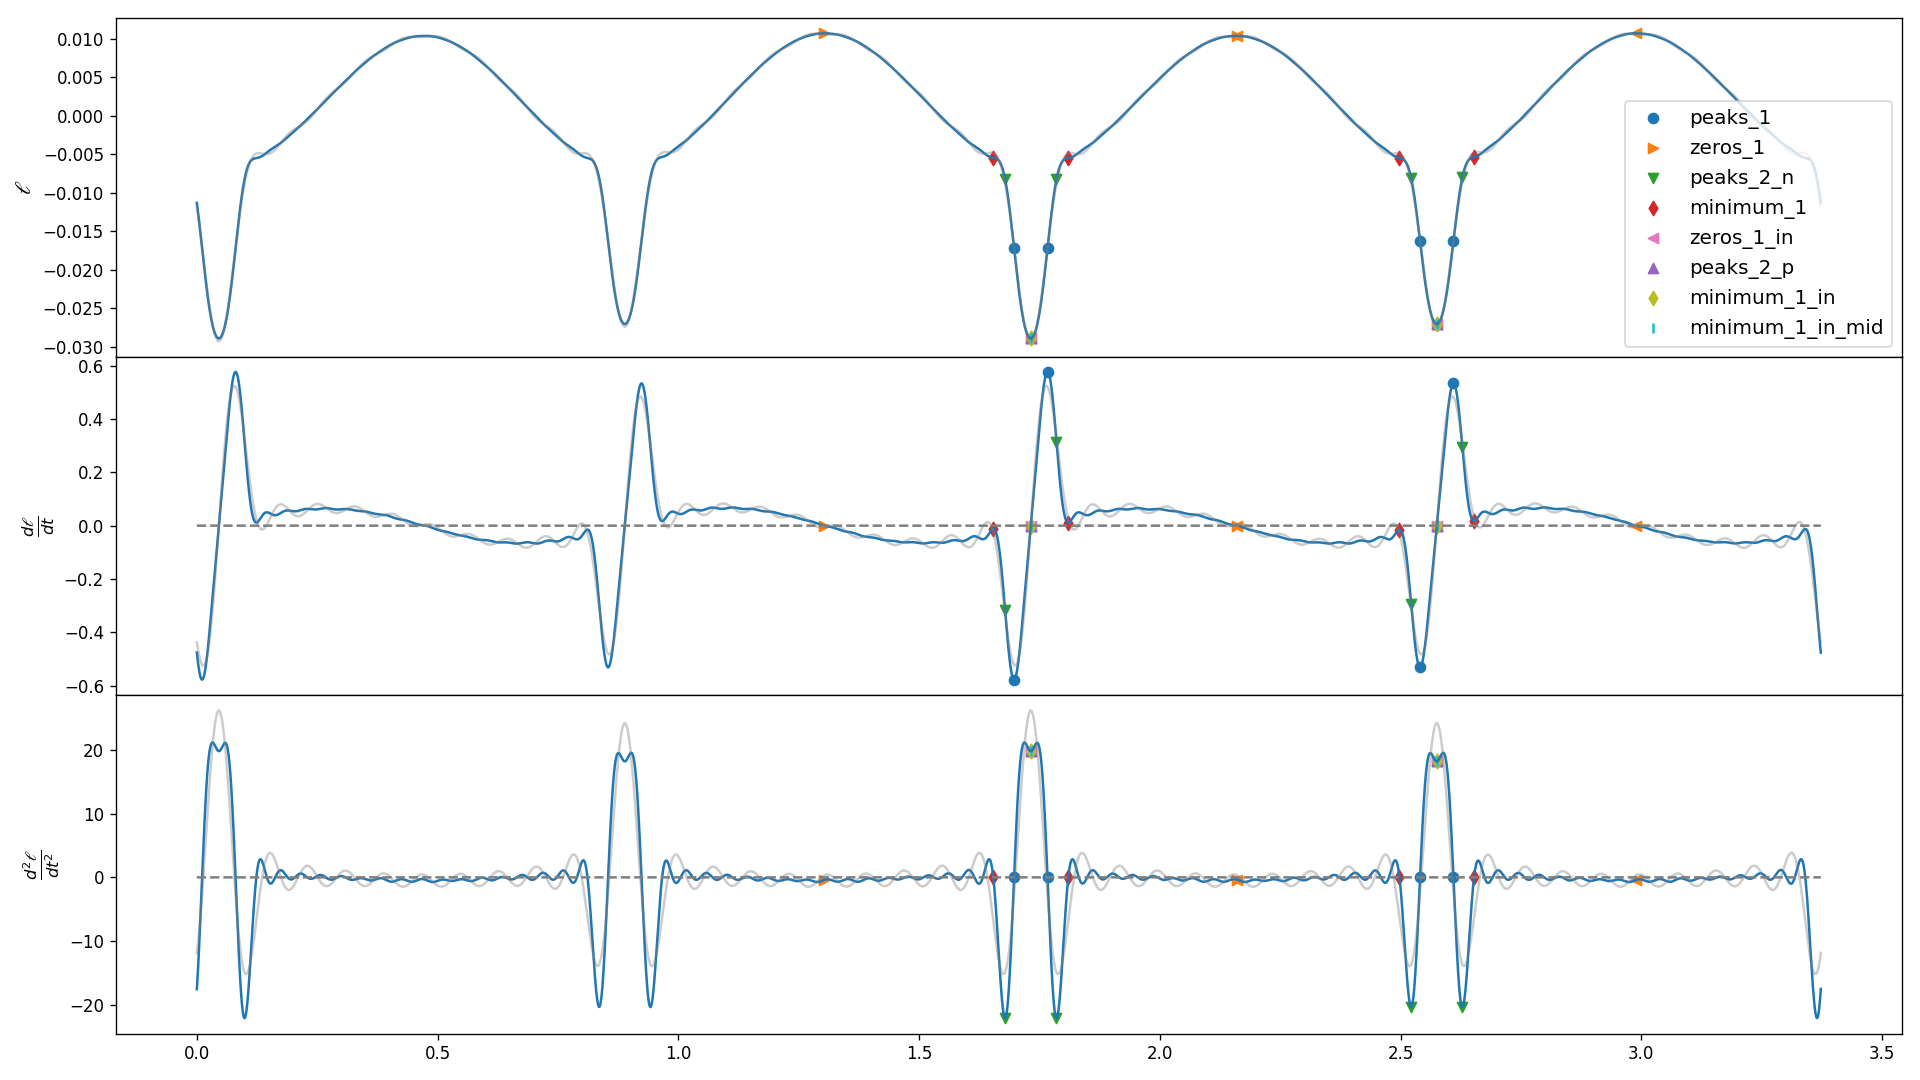 0.010
0.005
0.000
−0.005
−0.010
−0.015
−0.020
−0.025
−0.030
ℓ
peaks_1
zeros_1
peaks_2_n
minimum_1
zeros_1_in
peaks_2_p
minimum_1_in
minimum_1_in_mid
0.6
0.4
0.2
0.0
−0.2
−0.4
−0.6
dℓ
dt
20
10
0
−10
−20
d²ℓ
dt²
0.0 0.5 1.0 1.5 2.0 2.5 3.0 3.5